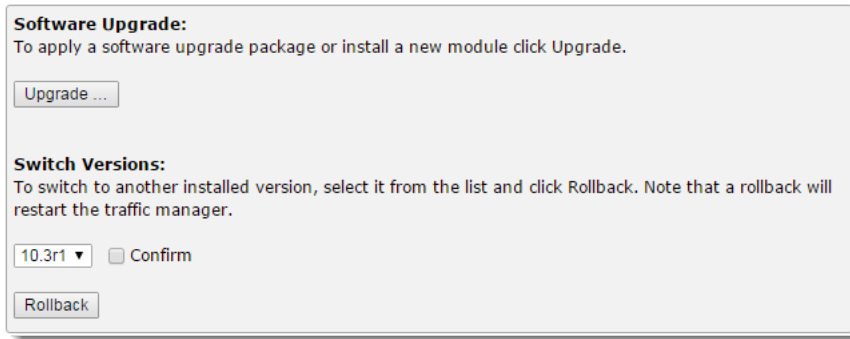 Software Upgrade:
To apply a software upgrade package or install a new module click Upgrade.
Upgrade ...
Switch Versions:
To switch to another installed version, select it from the list and click Rollback. Note that a rollback will
restart the traffic manager.
10.3r1 Confirm
Rollback